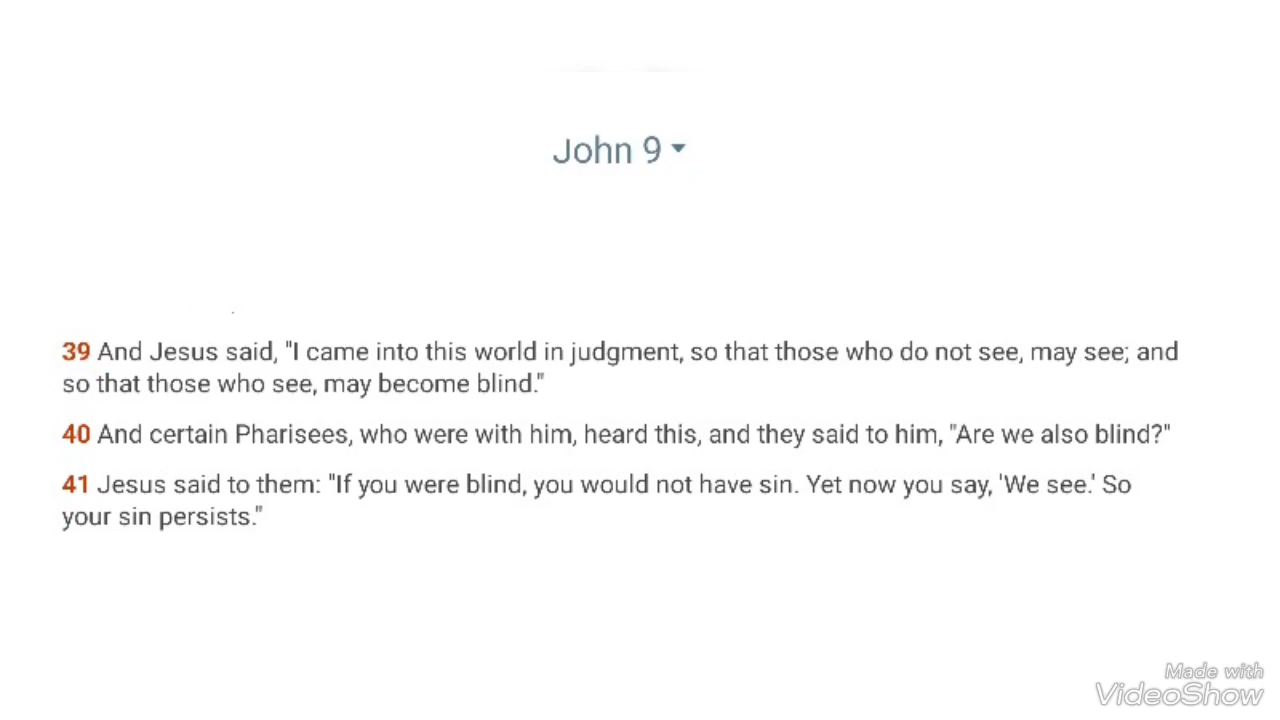 John 9
39 And Jesus said, "I came into this world in judgment, so that those who do not see, may see; and
so that those who see, may become blind."
40 And certain Pharisees, who were with him, heard this, and they said to him, "Are we also blind?"
41 Jesus said to them: "If you were blind, you would not have sin. Yet now you say, 'We see.' So
your sin persists."
Made with
VideoShow